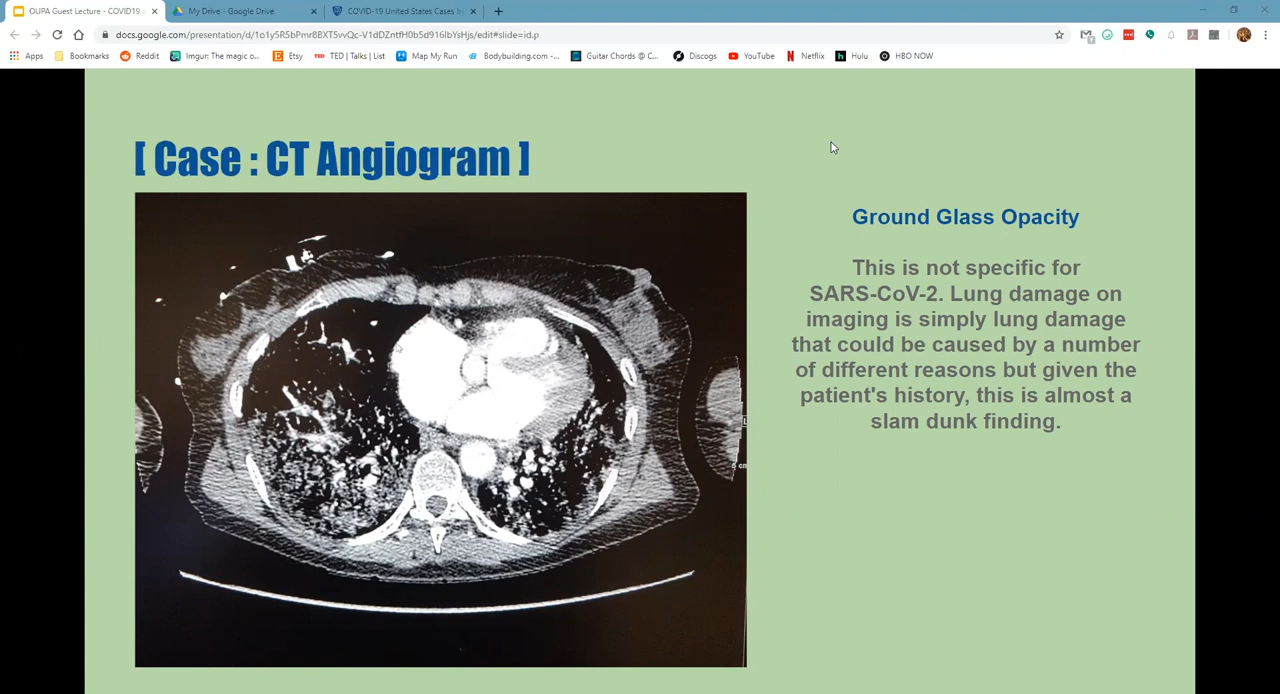 OUPA Guest Lecture - COVID19
My Drive - Google Drive
COVID-19 United States Cases b
docs.google.com/presentation/d/1o1y5R5bPmr8BXT5vvQc-V1dDZntfH0b5d916IbYsHjs/edit#slide=id.p
Apps
Bookmarks
Reddit
Imgur: The magic o...
Etsy
TED | Talks | List
Map My Run
Bodybuilding.com -...
Guitar Chords @ C...
Discogs
YouTube
Netflix
Hulu
HBO NOW
[ Case : CT Angiogram ]
Ground Glass Opacity
This is not specific for
SARS-CoV-2. Lung damage on
imaging is simply lung damage
that could be caused by a number
of different reasons but given the
patient's history, this is almost a
slam dunk finding.
L
5 cm